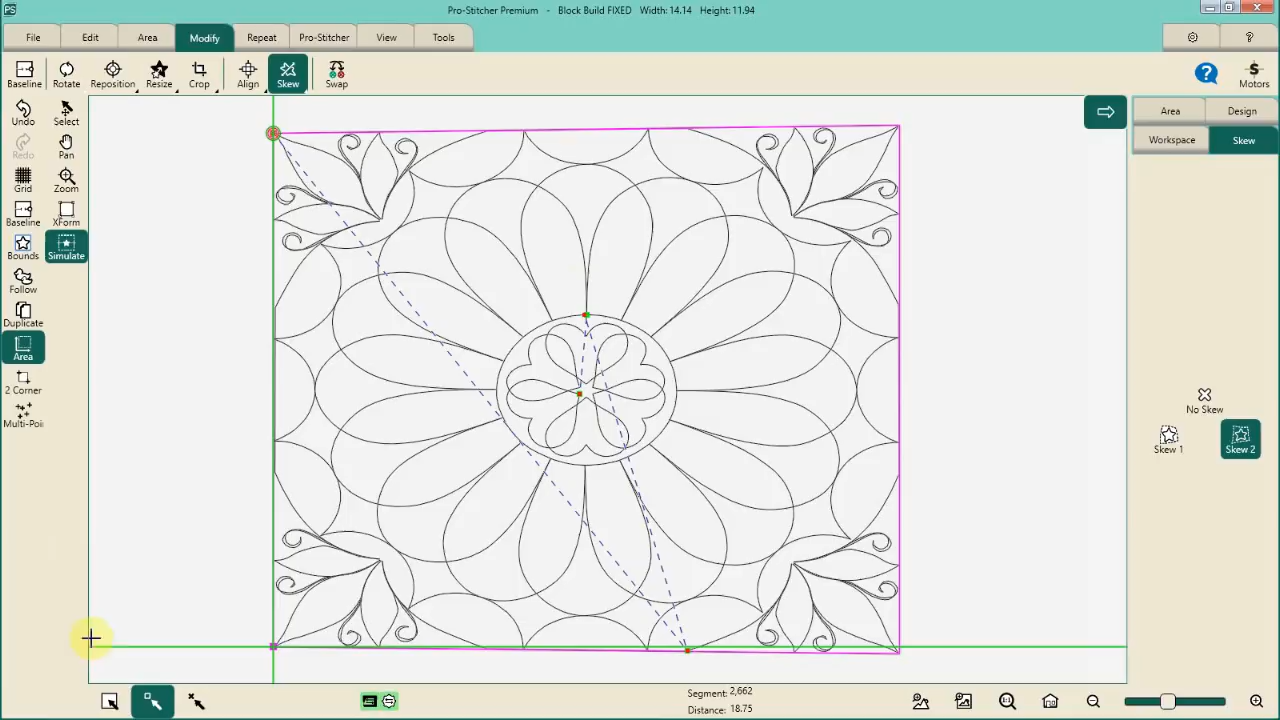 PS Pro-Stitcher Premium - Block Build FIXED Width: 14.14 Height: 11.94
File Edit Area Modify Repeat Pro-Stitcher View Tools
Baseline Rotate Reposition Resize Crop Align Skew Swap Motors
Undo Select
Redo Pan
Grid Zoom
Baseline XForm
Bounds Simulate
Follow
Duplicate
Area
2 Corner
Multi-Poi
Area Design
Workspace Skew
No Skew
Skew 1 Skew 2
Segment: 2,662
Distance: 18.75
1:1